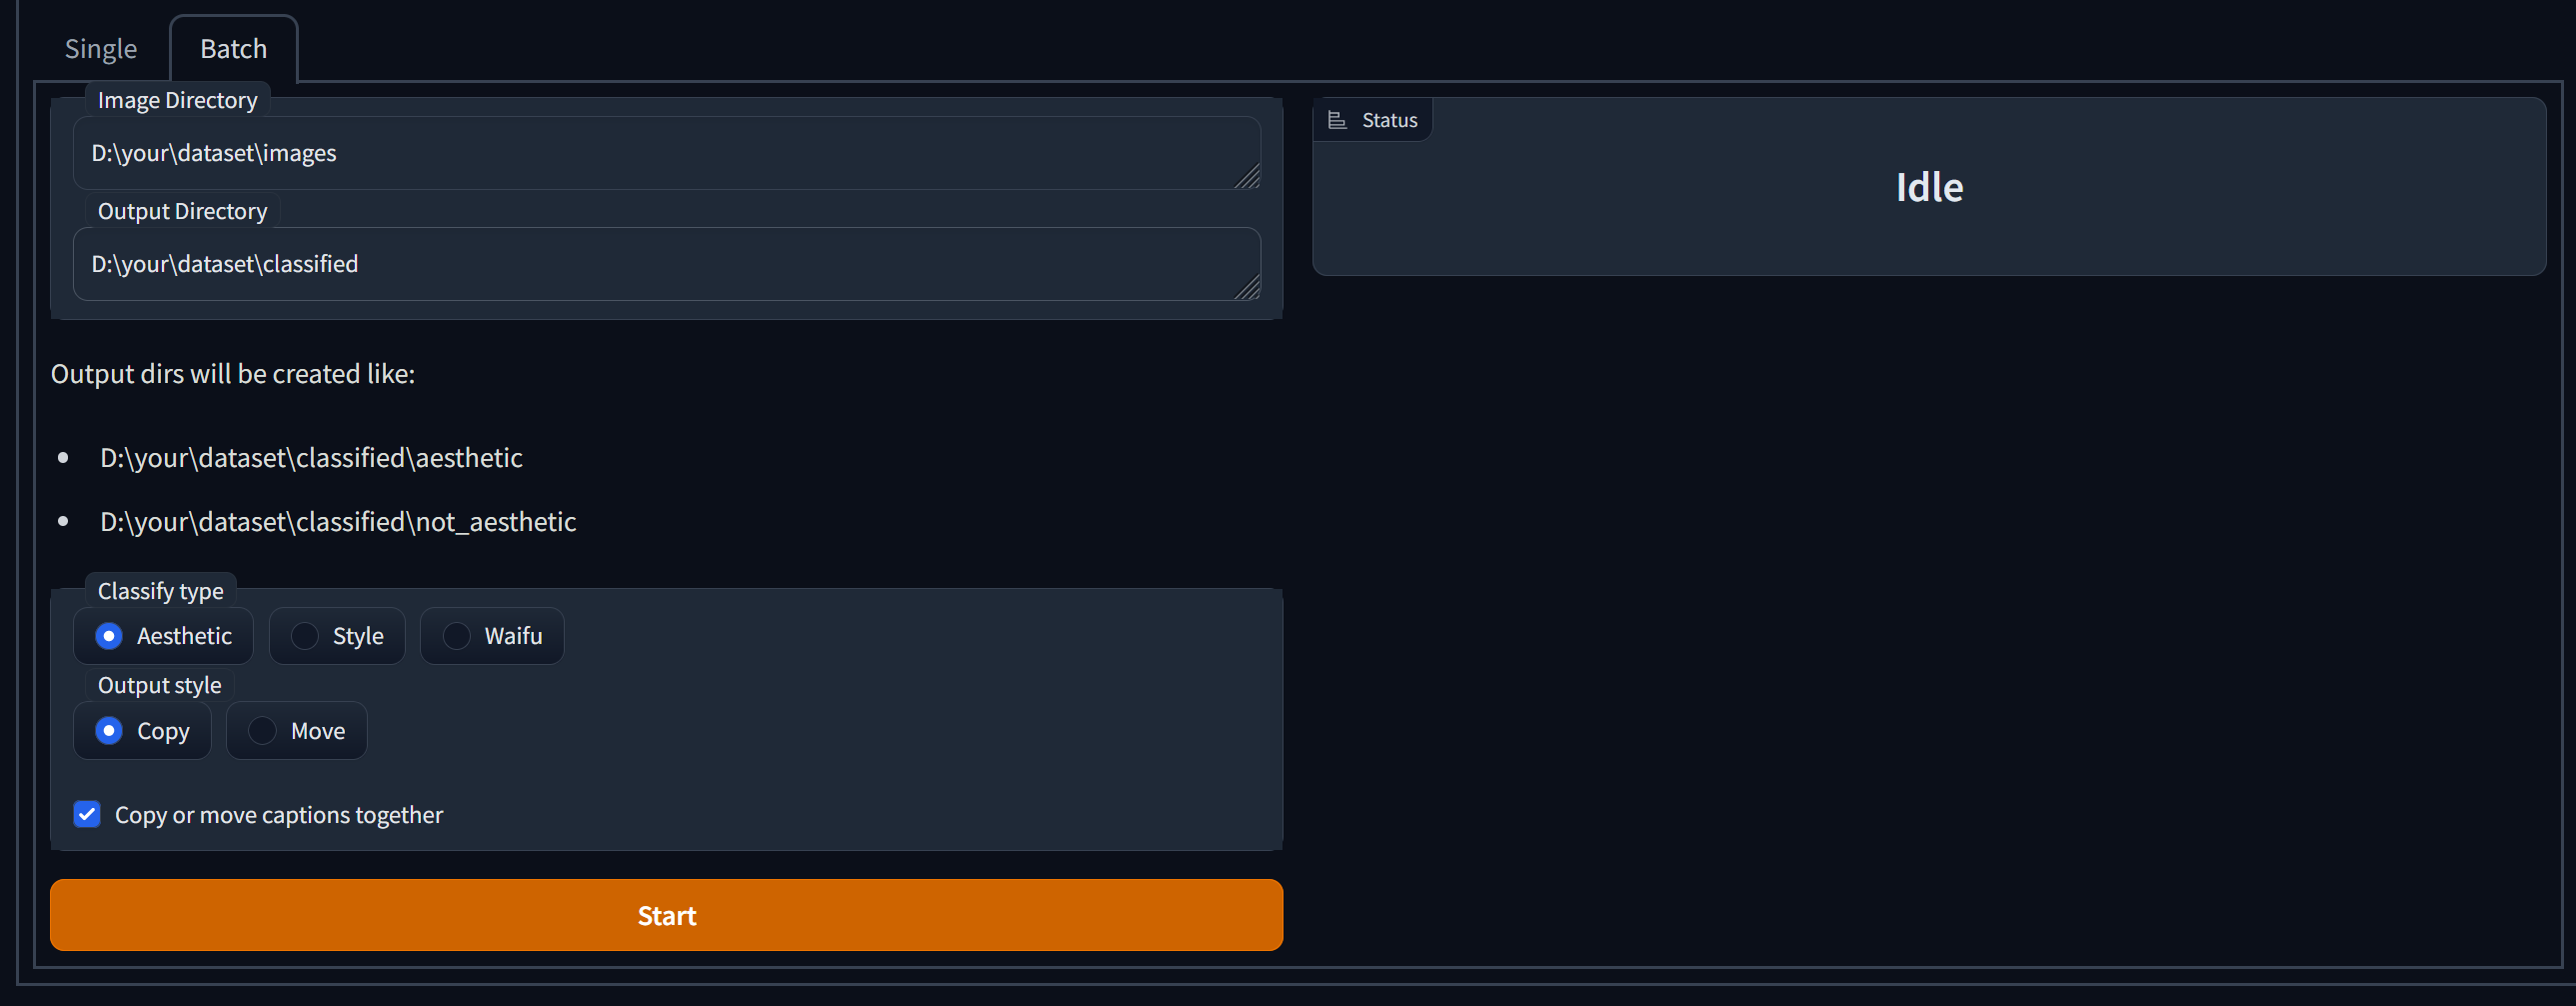 Single
Batch
Image Directory
D:\your\dataset\images
Output Directory
D:\your\dataset\classified
Output dirs will be created like:
D:\your\dataset\classified\aesthetic
D:\your\dataset\classified\not_aesthetic
Classify type
Aesthetic
Style
Waifu
Output style
Copy
Move
Copy or move captions together
Start
Status
Idle